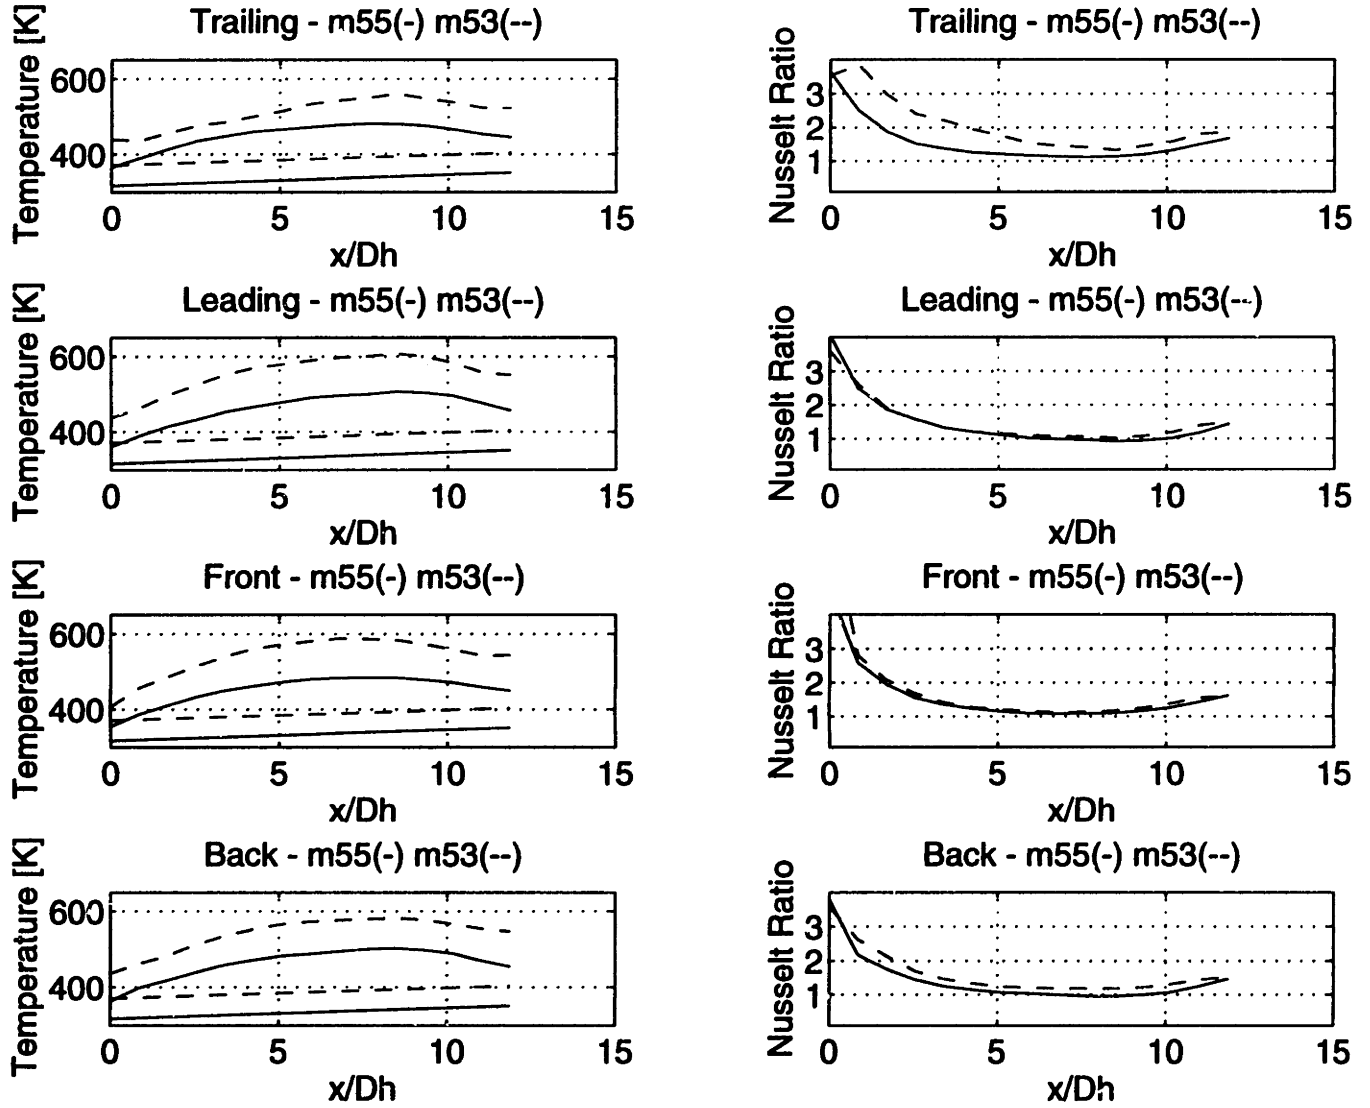 Trailing - m55(-) m53(--)
Temperature [K]
600
400
0 5 10 15
x/Dh
Trailing - m55(-) m53(--)
Nusselt Ratio
3
2
1
0 5 10 15
x/Dh
Leading - m55(-) m53(--)
Temperature [K]
600
400
0 5 10 15
x/Dh
Leading - m55(-) m53(--)
Nusselt Ratio
3
2
1
0 5 10 15
x/Dh
Front - m55(-) m53(--)
Temperature [K]
600
400
0 5 10 15
x/Dh
Front - m55(-) m53(--)
Nusselt Ratio
3
2
1
0 5 10 15
x/Dh
Back - m55(-) m53(--)
Temperature [K]
600
400
0 5 10 15
x/Dh
Back - m55(-) m53(--)
Nusselt Ratio
3
2
1
0 5 10 15
x/Dh